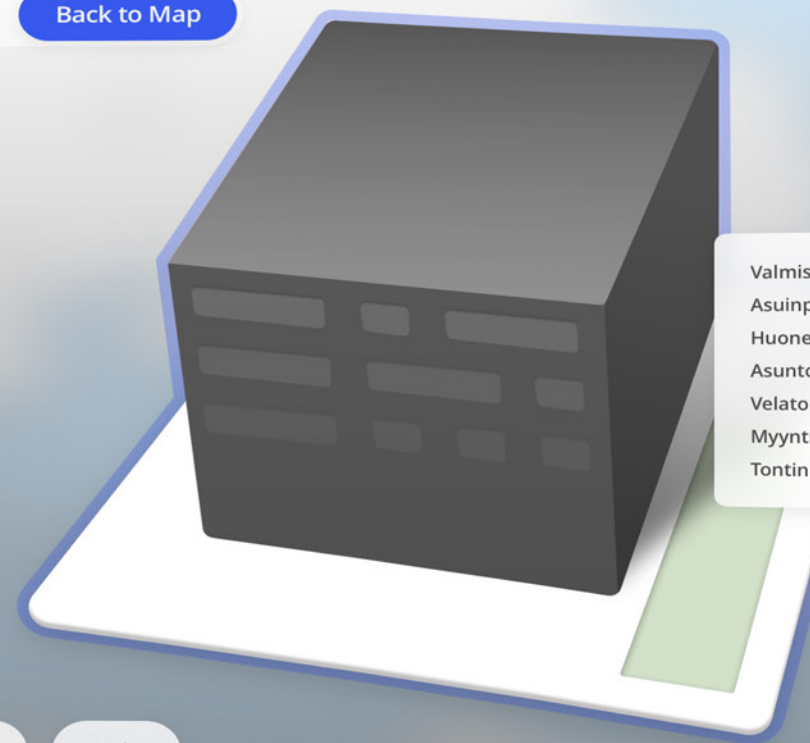 Back to Map
Valmis
Asuinp
Huone
Asunto
Velato
Myynt
Tontin